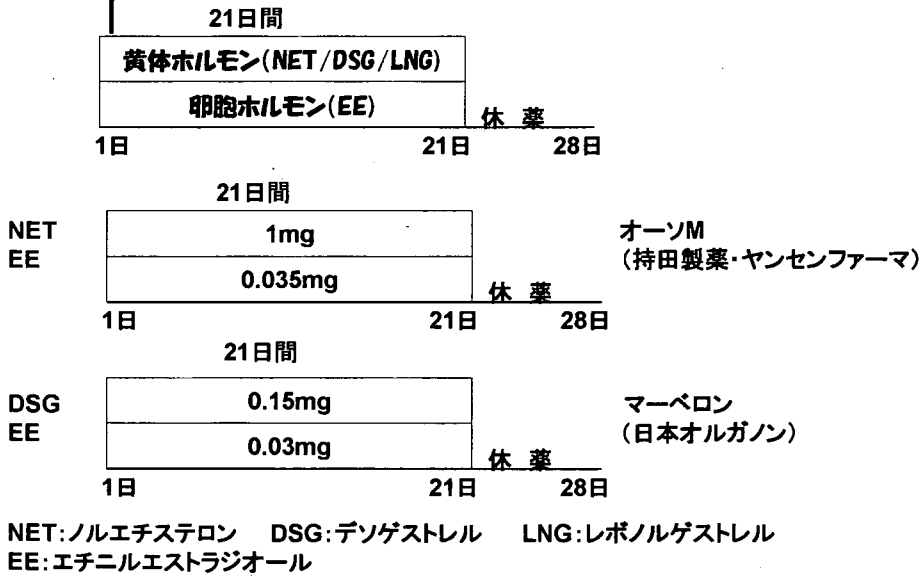 21日間
黄体ホルモン(NET/DSG/LNG)
卵胞ホルモン(EE)
休 薬
1日 21日 28日
21日間
NET 1mg オーソM
EE 0.035mg (持田製薬・ヤンセンファーマ)
休 薬
1日 21日 28日
21日間
DSG 0.15mg マーベロン
EE 0.03mg (日本オルガノン)
休 薬
1日 21日 28日
NET:ノルエチステロン DSG:デソゲストレル LNG:レボノルゲストレル
EE:エチニルエストラジオール